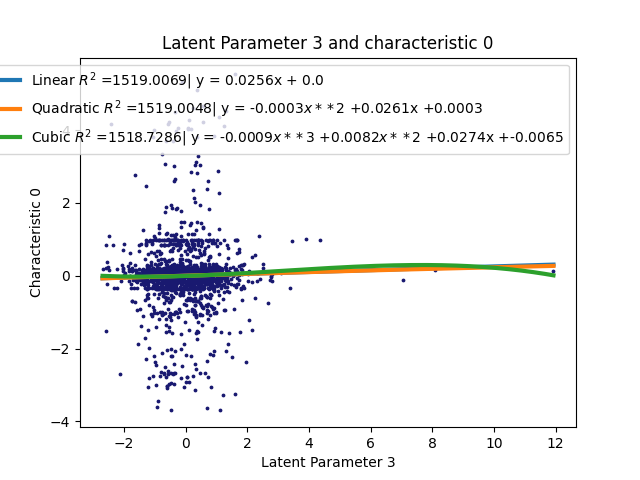 Latent Parameter 3 and characteristic 0
Linear R² =1519.0069| y = 0.0256x + 0.0
Quadratic R² =1519.0048| y = -0.0003x**2 +0.0261x +0.0003
Cubic R² =1518.7286| y = -0.0009x**3 +0.0082x**2 +0.0274x +-0.0065
4
2
0
−2
−4
Characteristic 0
−2 0 2 4 6 8 10 12
Latent Parameter 3